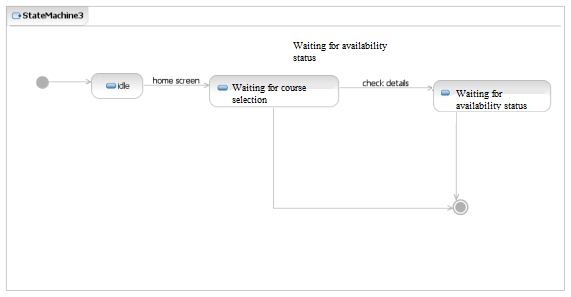 StateMachine3
Waiting for availability
status
idle
home screen
Waiting for course
selection
check details
Waiting for
availability status